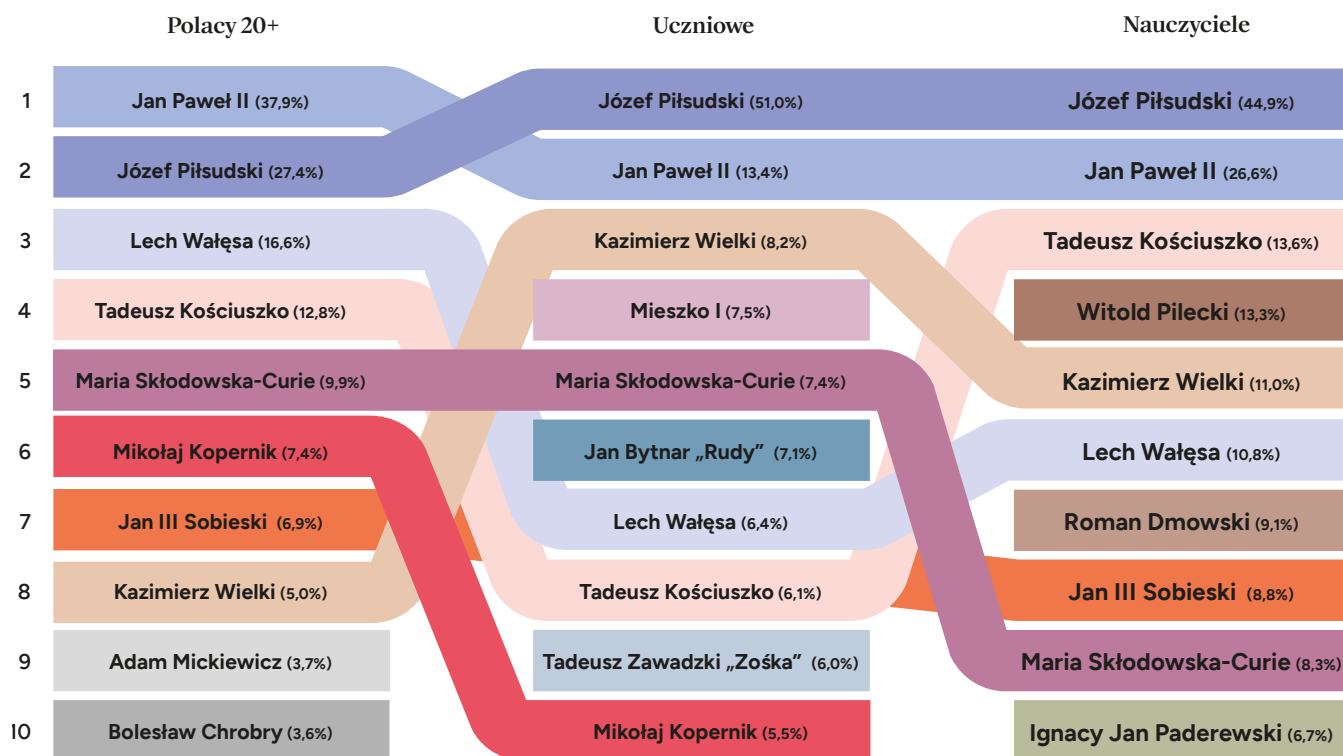 Polacy 20+ Uczniowe Nauczyciele
1 Jan Paweł II (37,9%) Józef Piłsudski (51,0%) Józef Piłsudski (44,9%)
2 Józef Piłsudski (27,4%) Jan Paweł II (13,4%) Jan Paweł II (26,6%)
3 Lech Wałęsa (16,6%) Kazimierz Wielki (8,2%) Tadeusz Kościuszko (13,6%)
4 Tadeusz Kościuszko (12,8%) Mieszko I (7,5%) Witold Pilecki (13,3%)
5 Maria Skłodowska-Curie (9,9%) Maria Skłodowska-Curie (7,4%) Kazimierz Wielki (11,0%)
6 Mikołaj Kopernik (7,4%) Jan Bytnar „Rudy” (7,1%) Lech Wałęsa (10,8%)
7 Jan III Sobieski (6,9%) Lech Wałęsa (6,4%) Roman Dmowski (9,1%)
8 Kazimierz Wielki (5,0%) Tadeusz Kościuszko (6,1%) Jan III Sobieski (8,8%)
9 Adam Mickiewicz (3,7%) Tadeusz Zawadzki „Zośka” (6,0%) Maria Skłodowska-Curie (8,3%)
10 Bolesław Chrobry (3,6%) Mikołaj Kopernik (5,5%) Ignacy Jan Paderewski (6,7%)